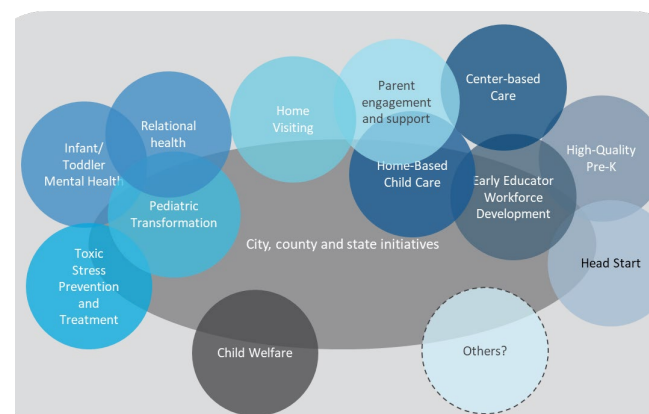 Infant/
Toddler
Mental Health
Relational
health
Home
Visiting
Parent
engagement
and support
Center-based
Care
High-Quality
Pre-K
Home-Based
Child Care
Early Educator
Workforce
Development
Pediatric
Transformation
City, county and state initiatives
Toxic
Stress
Prevention
and
Treatment
Head Start
Child Welfare
Others?